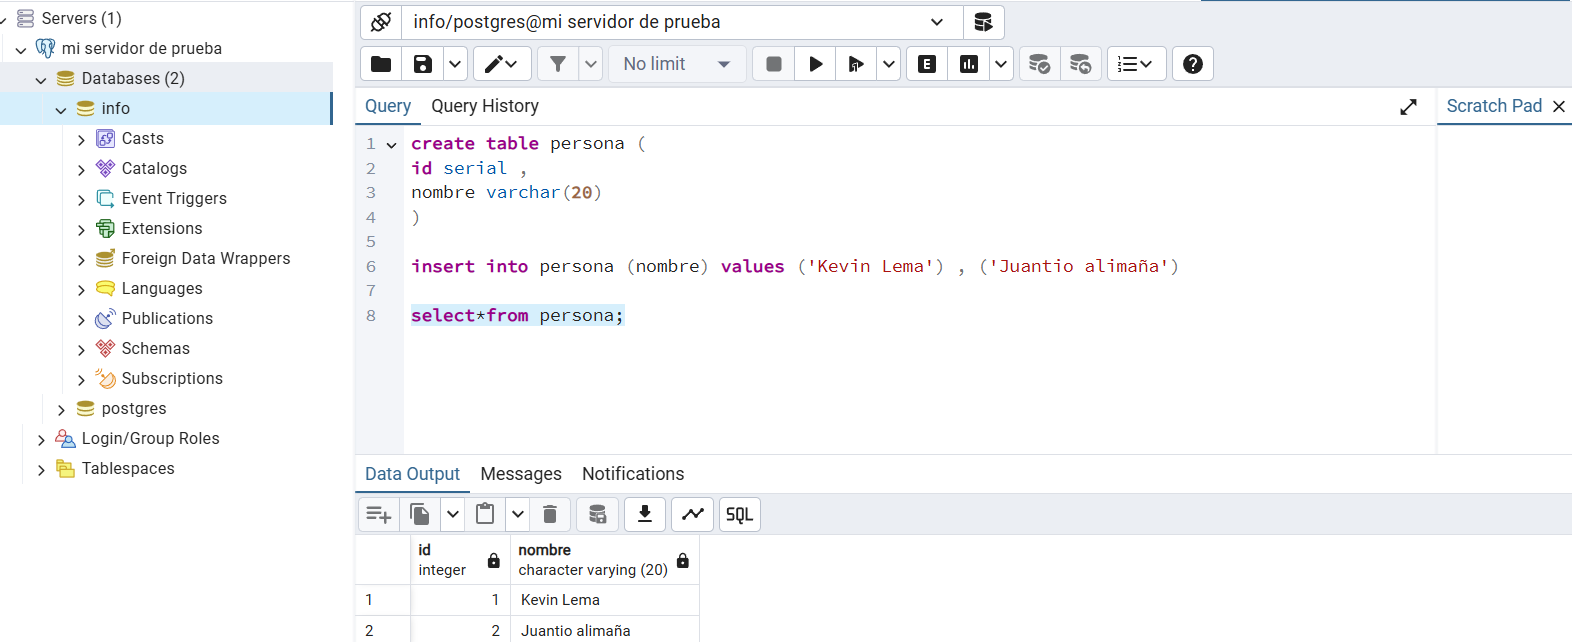 Servers (1)
mi servidor de prueba
Databases (2)
info
Casts
Catalogs
Event Triggers
Extensions
Foreign Data Wrappers
Languages
Publications
Schemas
Subscriptions
postgres
Login/Group Roles
Tablespaces
info/postgres@mi servidor de prueba
No limit
E
Query Query History
Scratch Pad
1 create table persona (
2 id serial ,
3 nombre varchar(20)
4 )
5
6 insert into persona (nombre) values ('Kevin Lema') , ('Juantio alimaña')
7
8 select*from persona;
Data Output Messages Notifications
SQL
id nombre
integer character varying (20)
1 1 Kevin Lema
2 2 Juantio alimaña